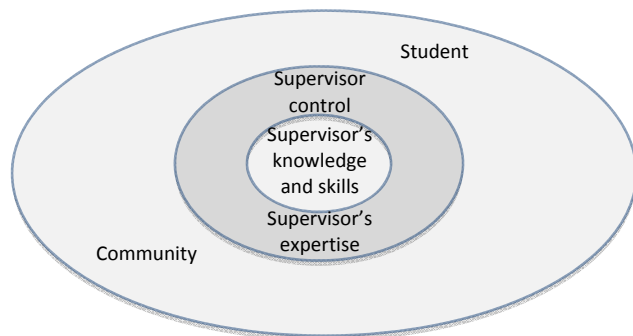 Student
Supervisor
control
Supervisor’s
knowledge
and skills
Supervisor’s
expertise
Community